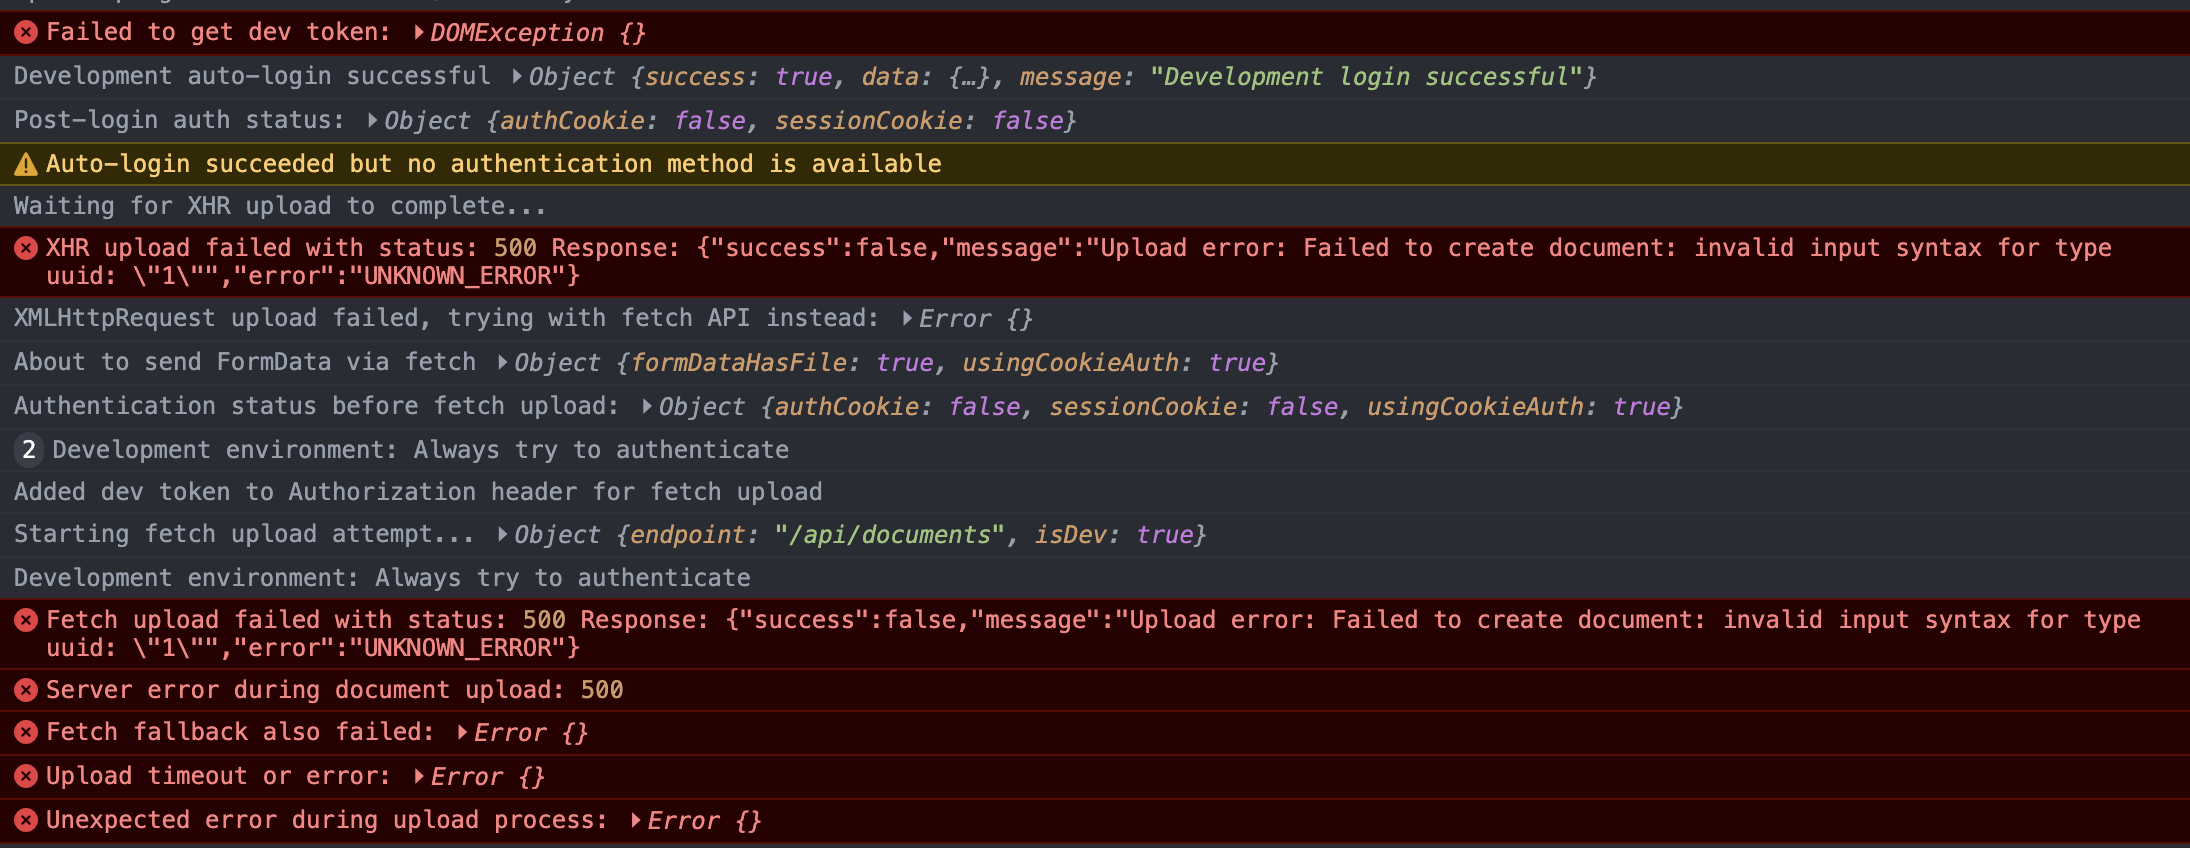 Failed to get dev token: DOMException {}
Development auto-login successful Object {success: true, data: {…}, message: "Development login successful"}
Post-login auth status: Object {authCookie: false, sessionCookie: false}
Auto-login succeeded but no authentication method is available
Waiting for XHR upload to complete...
XHR upload failed with status: 500 Response: {"success":false,"message":"Upload error: Failed to create document: invalid input syntax for type
uuid: \"1\"","error":"UNKNOWN_ERROR"}
XMLHttpRequest upload failed, trying with fetch API instead: Error {}
About to send FormData via fetch Object {formDataHasFile: true, usingCookieAuth: true}
Authentication status before fetch upload: Object {authCookie: false, sessionCookie: false, usingCookieAuth: true}
2 Development environment: Always try to authenticate
Added dev token to Authorization header for fetch upload
Starting fetch upload attempt... Object {endpoint: "/api/documents", isDev: true}
Development environment: Always try to authenticate
Fetch upload failed with status: 500 Response: {"success":false,"message":"Upload error: Failed to create document: invalid input syntax for type
uuid: \"1\"","error":"UNKNOWN_ERROR"}
Server error during document upload: 500
Fetch fallback also failed: Error {}
Upload timeout or error: Error {}
Unexpected error during upload process: Error {}